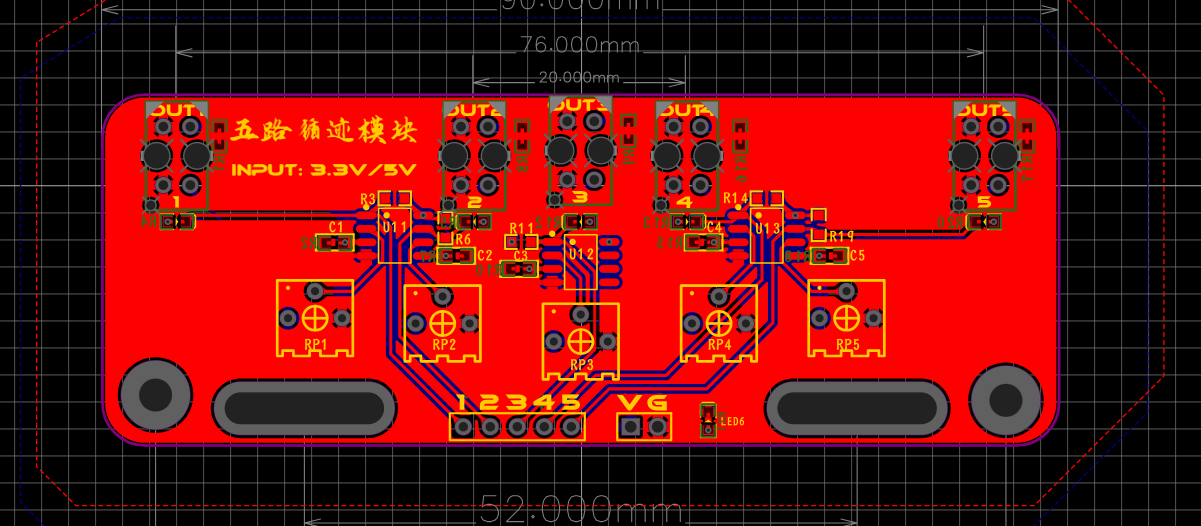 90.000mm
76.000mm
20.000mm
OUT1
OUT2
OUT3
OUT4
OUT5
五路循迹模块
INPUT: 3.3V/5V
1
2
3
4
5
R3
R14
U11
U13
R6
R11
C1
C2
C3
U12
C4
R19
C5
RP1
RP2
RP3
RP4
RP5
1 2 3 4 5
V G
LED6
52.000mm